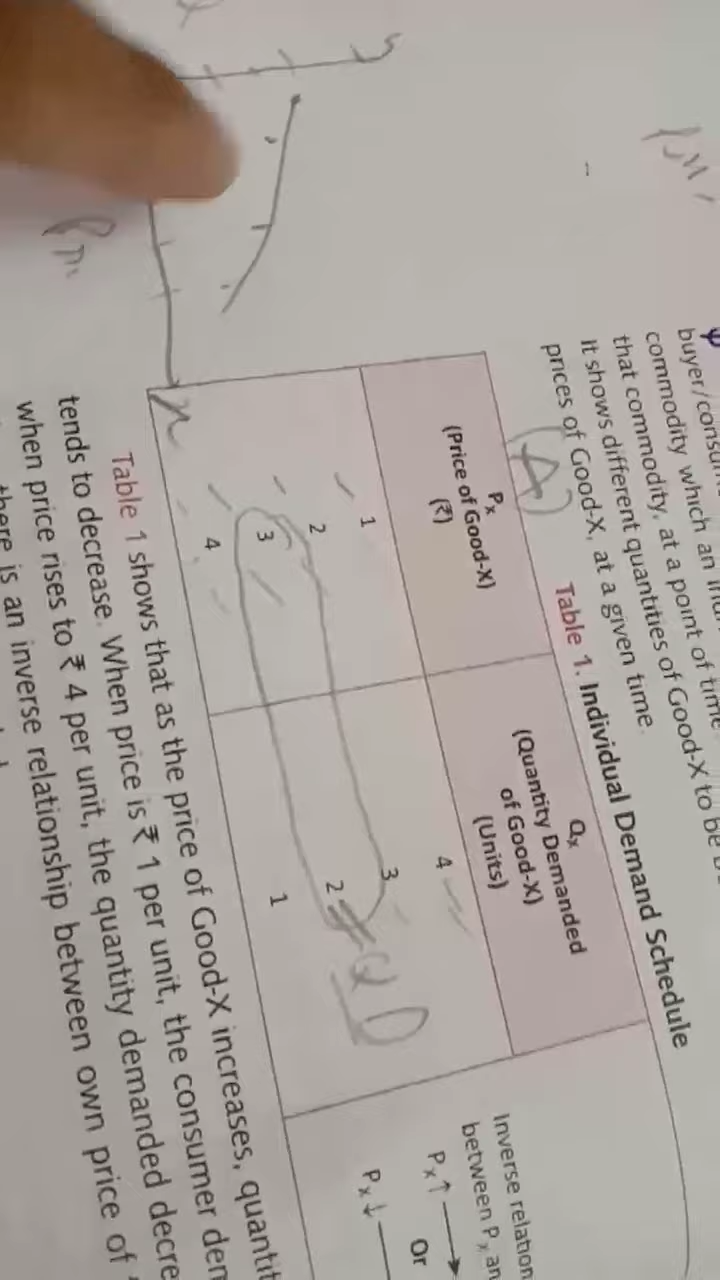 commodity which an
that commodity, at a point of time
It shows different quantities of Good-X to be
prices of Good-X, at a given time.
(A)
Table 1. Individual Demand Schedule
Px
(Price of Good-X)
(₹)
Qx
(Quantity Demanded
of Good-X)
(Units)
1 4
2 3
3 2
4 1
QD
Inverse relation
between Px an
Px ↑
Or
Px ↓
Table 1 shows that as the price of Good-X increases, quantit
tends to decrease. When price is ₹ 1 per unit, the consumer den
when price rises to ₹ 4 per unit, the quantity demanded decre
there is an inverse relationship between own price of
y
x
Px